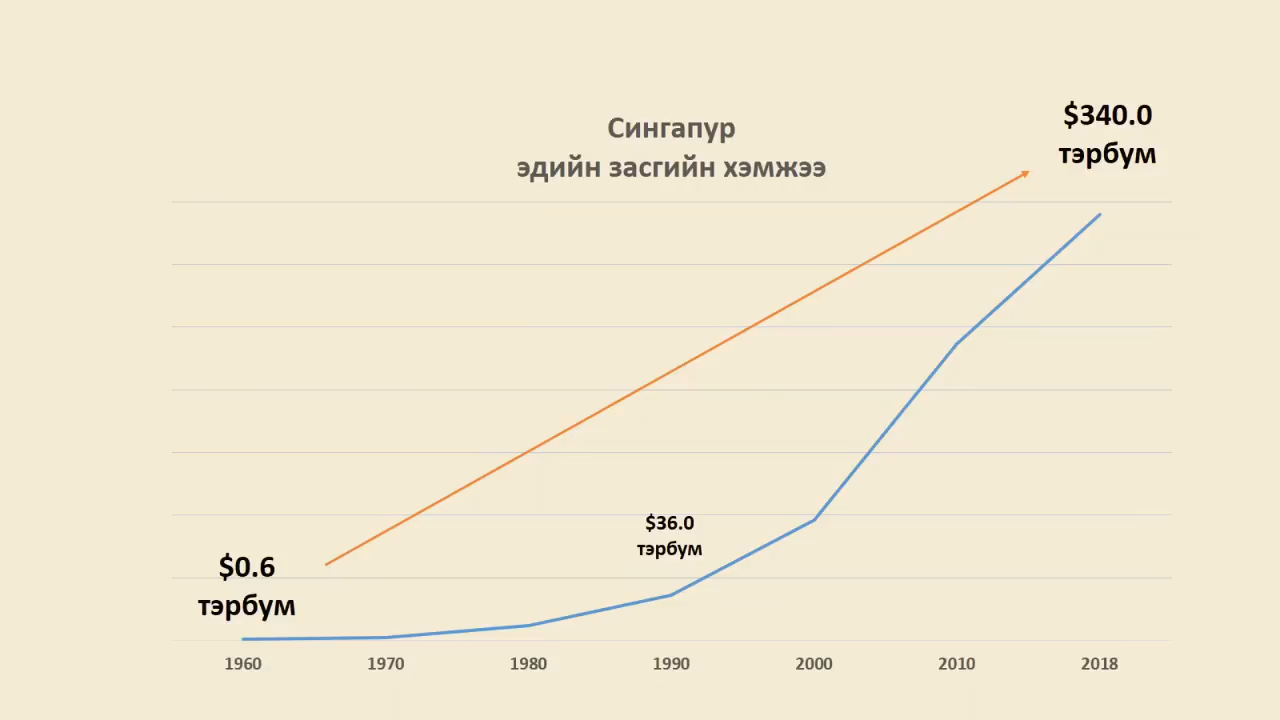 Сингапур
эдийн засгийн хэмжээ
$340.0
тэрбум
$36.0
тэрбум
$0.6
тэрбум
1960 1970 1980 1990 2000 2010 2018